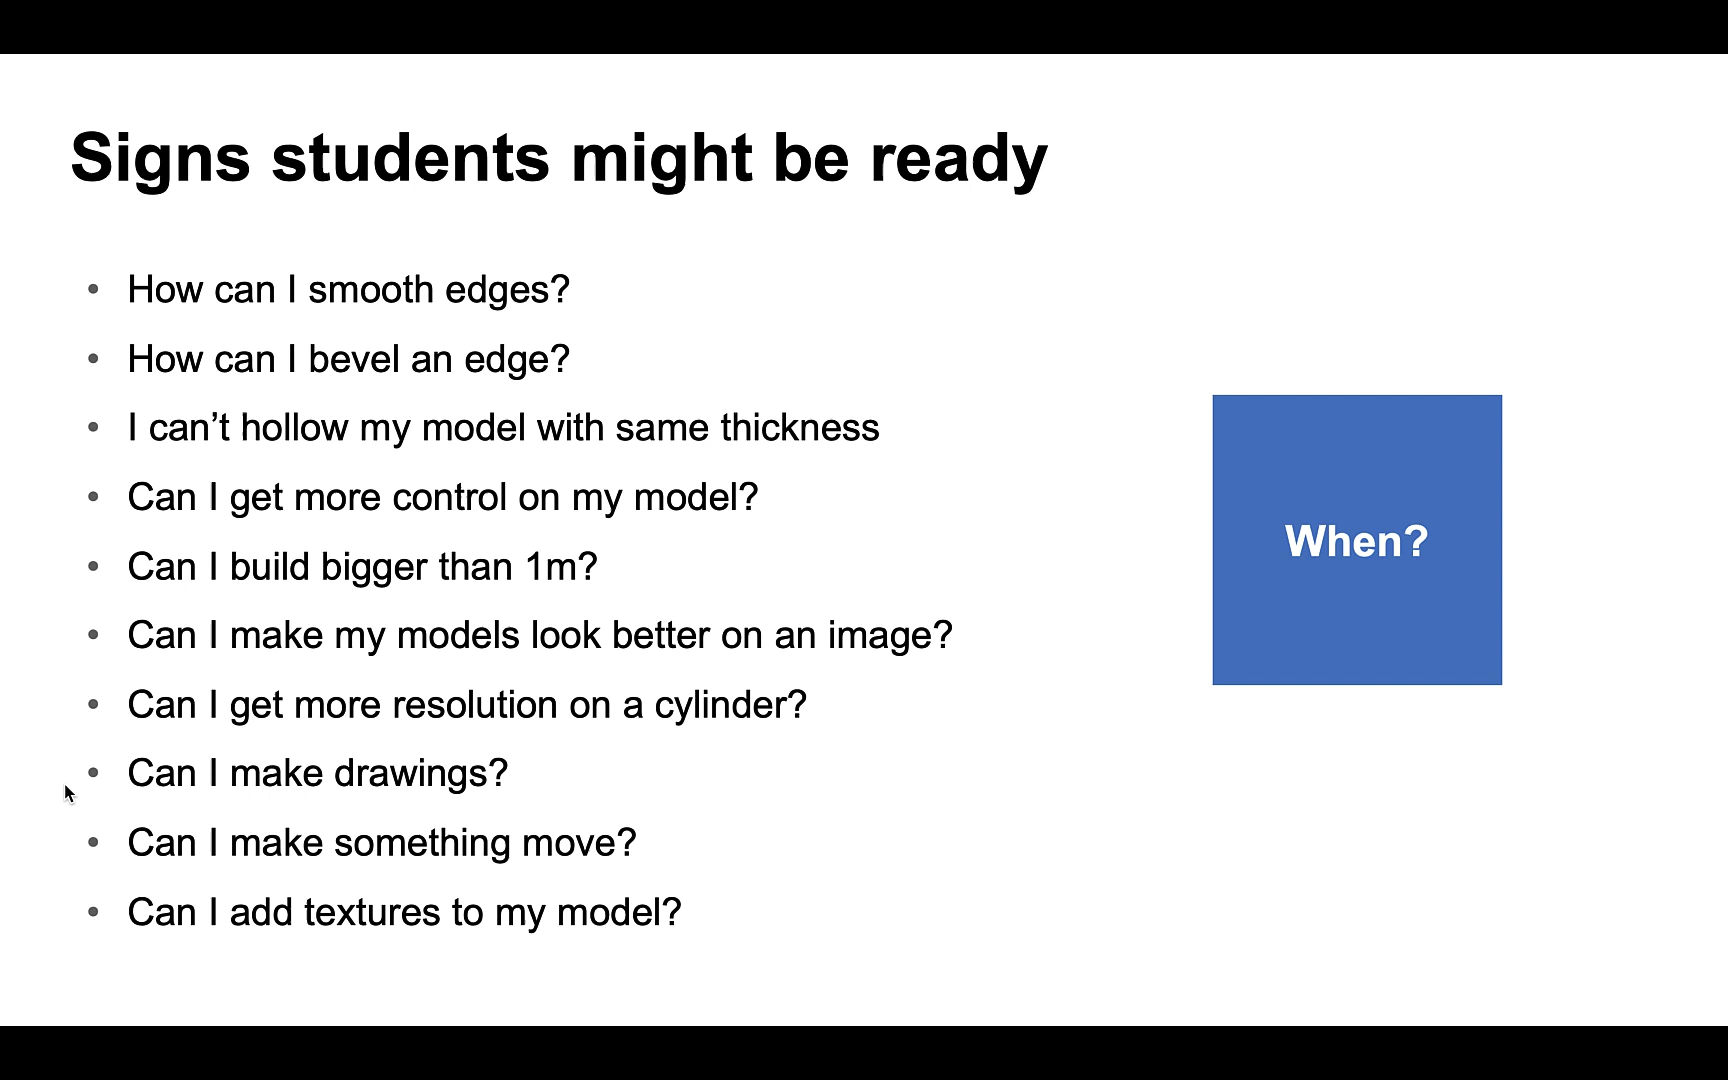 Signs students might be ready
• How can I smooth edges?
• How can I bevel an edge?
• I can’t hollow my model with same thickness
• Can I get more control on my model?
• Can I build bigger than 1m?
• Can I make my models look better on an image?
• Can I get more resolution on a cylinder?
• Can I make drawings?
• Can I make something move?
• Can I add textures to my model?
When?